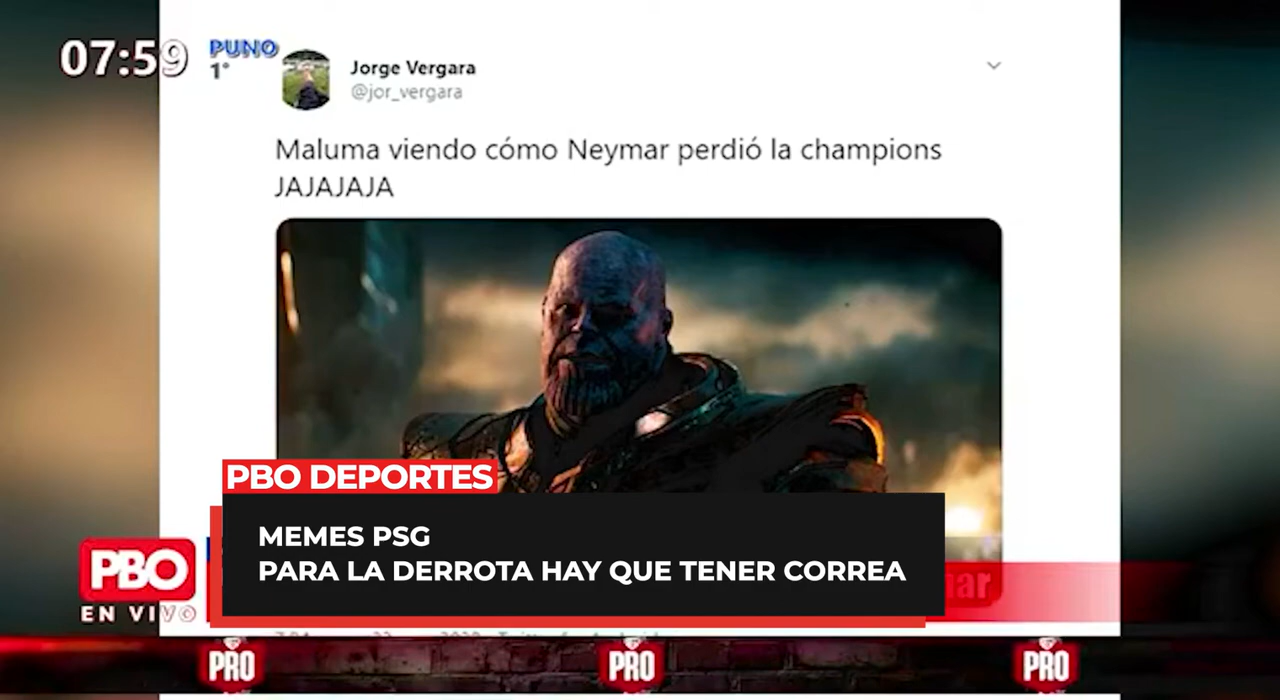 07:59
PUNO
1°
Jorge Vergara
@jor_vergara
Maluma viendo cómo Neymar perdió la champions
JAJAJAJA
PBO DEPORTES
MEMES PSG
PARA LA DERROTA HAY QUE TENER CORREA
PBO
EN VIVO
PRO
PRO
PRO